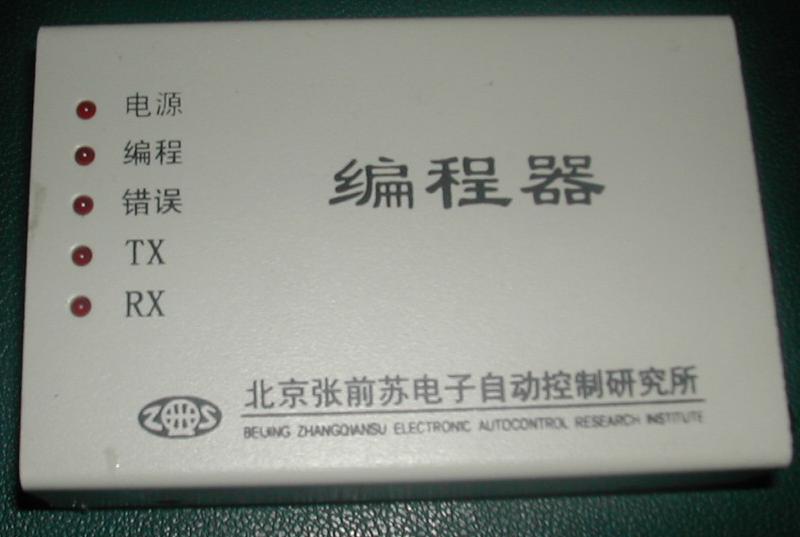 电源
编程
错误
TX
RX
编程器
ZQS
北京张前苏电子自动控制研究所
BEIJING ZHANGQIANSU ELECTRONIC AUTOCONTROL RESEARCH INSTITUTE